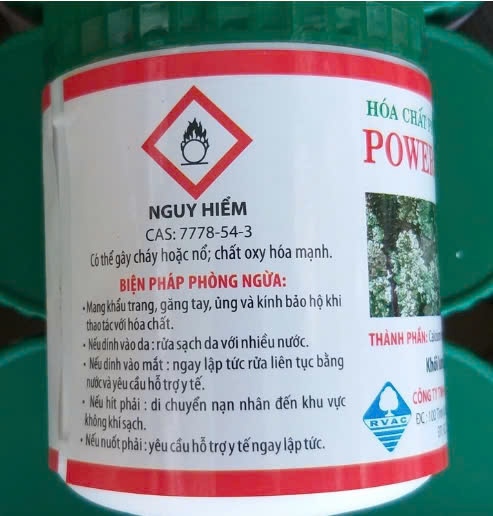 NGUY HIỂM
CAS: 7778-54-3
Có thể gây cháy hoặc nổ; chất oxy hóa mạnh.
BIỆN PHÁP PHÒNG NGỪA:
• Mang khẩu trang, găng tay, ủng và kính bảo hộ khi
thao tác với hóa chất.
• Nếu dính vào da : rửa sạch da với nhiều nước.
• Nếu dính vào mắt : ngay lập tức rửa liên tục bằng
nước và yêu cầu hỗ trợ y tế.
• Nếu hít phải : di chuyển nạn nhân đến khu vực
không khí sạch.
• Nếu nuốt phải : yêu cầu hỗ trợ y tế ngay lập tức.
HÓA CHẤT
POWE
THÀNH PHẦN:
Khối
RVAC
CÔNG TY
ĐC : 100